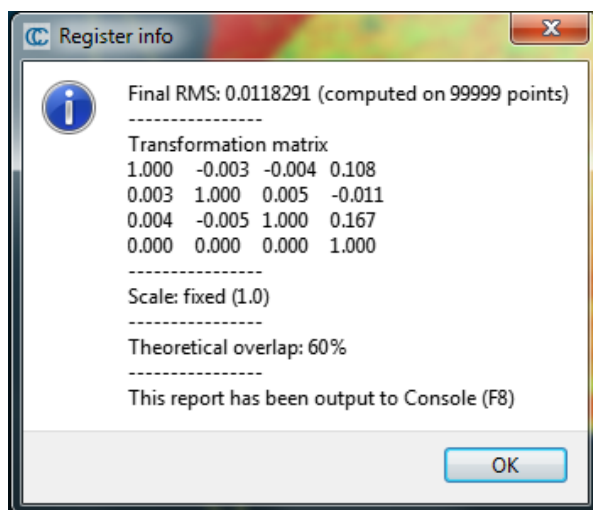 Register info
Final RMS: 0.0118291 (computed on 99999 points)
----------------
Transformation matrix
1.000 -0.003 -0.004 0.108
0.003 1.000 0.005 -0.011
0.004 -0.005 1.000 0.167
0.000 0.000 0.000 1.000
----------------
Scale: fixed (1.0)
----------------
Theoretical overlap: 60%
----------------
This report has been output to Console (F8)
OK